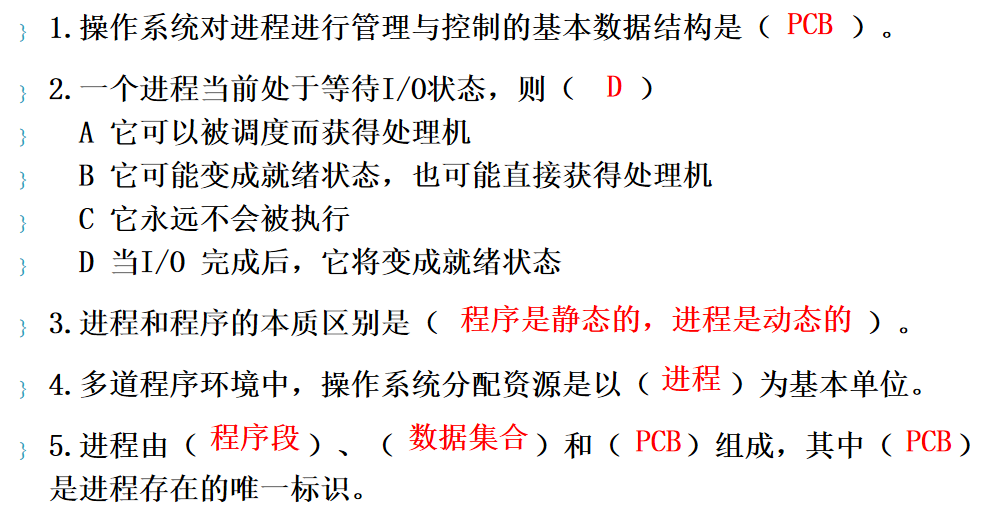 1.操作系统对进程进行管理与控制的基本数据结构是（ PCB ）。
2.一个进程当前处于等待I/O状态，则（ D ）
A 它可以被调度而获得处理机
B 它可能变成就绪状态，也可能直接获得处理机
C 它永远不会被执行
D 当I/O 完成后，它将变成就绪状态
3.进程和程序的本质区别是（ 程序是静态的，进程是动态的 ）。
4.多道程序环境中，操作系统分配资源是以（ 进程 ）为基本单位。
5.进程由（ 程序段 ）、（ 数据集合 ）和（ PCB ）组成，其中（ PCB ）
是进程存在的唯一标识。